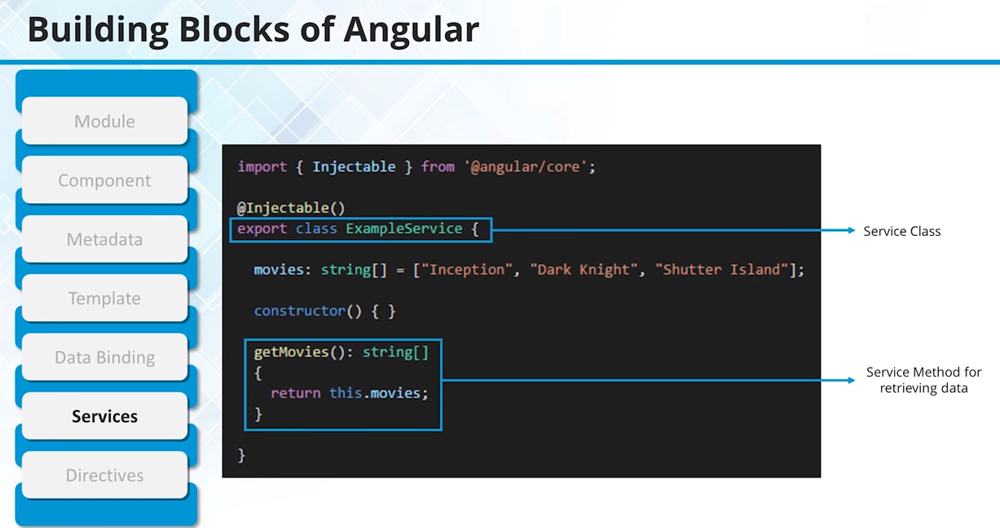 Building Blocks of Angular
Module
Component
Metadata
Template
Data Binding
Services
Directives
import { Injectable } from '@angular/core';
@Injectable()
export class ExampleService {
movies: string[] = ["Inception", "Dark Knight", "Shutter Island"];
constructor() { }
getMovies(): string[]
{
return this.movies;
}
}
Service Class
Service Method for
retrieving data